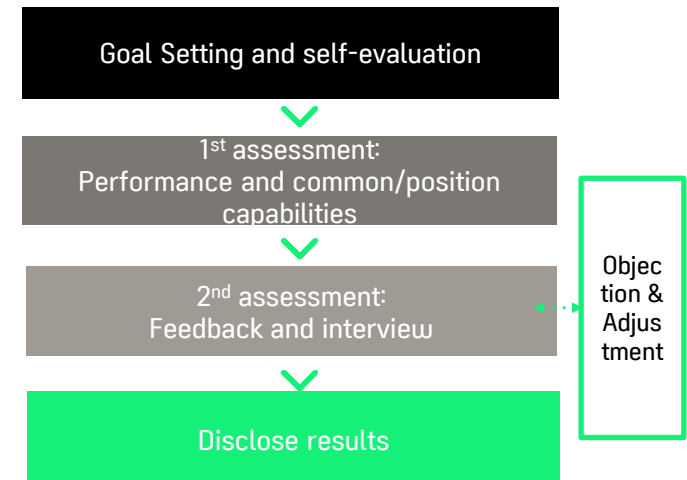 Goal Setting and self-evaluation
1st assessment:
Performance and common/position
capabilities
2nd assessment:
Feedback and interview
Objec
tion &
Adjus
tment
Disclose results